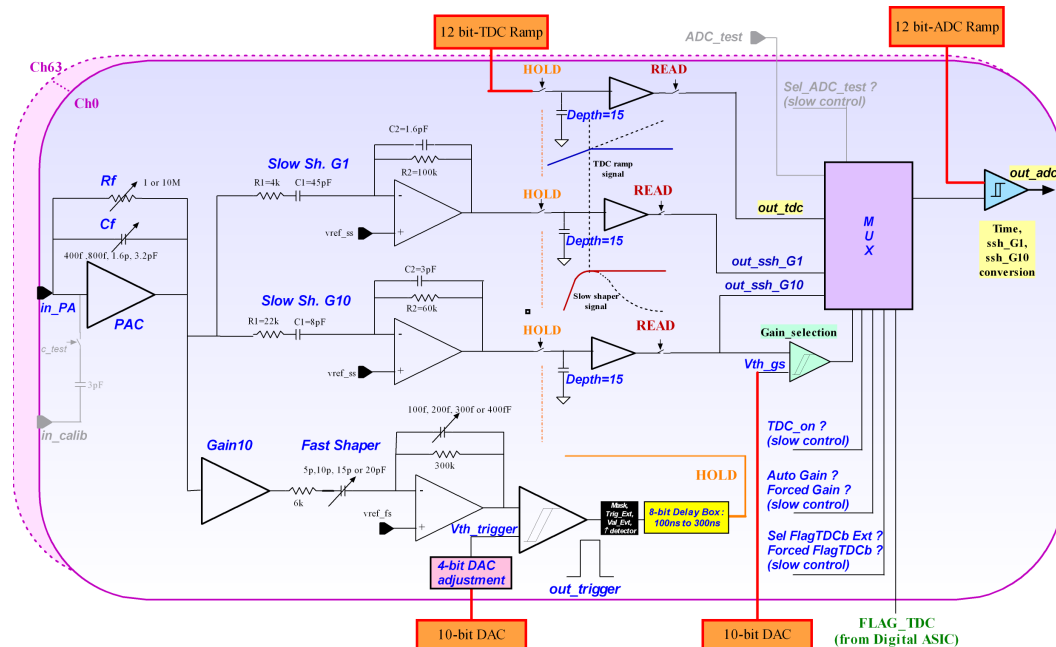 12 bit-TDC Ramp
12 bit-ADC Ramp
ADC_test
Ch63
Ch0
HOLD
READ
Sel_ADC_test ?
(slow control)
Depth=15
C2=1.6pF
Slow Sh. G1
R1=4k
C1=45pF
R2=100k
TDC ramp
signal
HOLD
READ
Rf
1 or 10M
Cf
400f ,800f, 1.6p, 3.2pF
vref_ss
Depth=15
out_tdc
M
U
X
out_adc
Time,
ssh_G1,
ssh_G10
conversion
out_ssh_G1
out_ssh_G10
C2=3pF
Slow shaper
signal
in_PA
PAC
Slow Sh. G10
R1=22k
C1=8pF
R2=60k
HOLD
READ
Gain_selection
c_test
vref_ss
Depth=15
Vth_gs
3pF
in_calib
100f, 200f, 300f or 400fF
Gain10
Fast Shaper
5p,10p, 15p or 20pF
300k
6k
HOLD
TDC_on ?
(slow control)
Auto Gain ?
Forced Gain ?
(slow control)
Mask,
Trig_Ext,
Val_Evt,
↑ detector
8-bit Delay Box :
100ns to 300ns
vref_fs
Vth_trigger
Sel FlagTDCb Ext ?
Forced FlagTDCb ?
(slow control)
4-bit DAC
adjustment
out_trigger
10-bit DAC
10-bit DAC
FLAG_TDC
(from Digital ASIC)